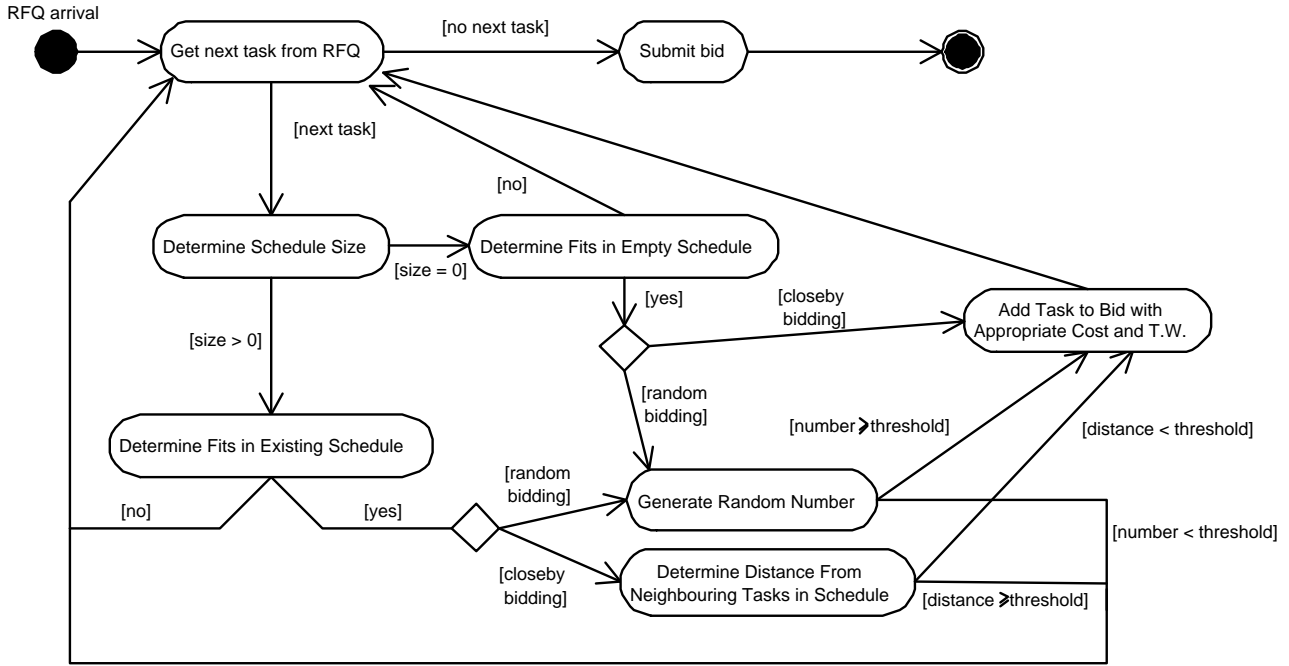 RFQ arrival
Get next task from RFQ
[no next task]
Submit bid
[next task]
[no]
Determine Schedule Size
[size = 0]
Determine Fits in Empty Schedule
[yes]
[closeby
bidding]
Add Task to Bid with
Appropriate Cost and T.W.
[size > 0]
[random
bidding]
[number ⩾threshold]
[distance < threshold]
Determine Fits in Existing Schedule
[no]
[yes]
[random
bidding]
Generate Random Number
[number < threshold]
[closeby
bidding]
Determine Distance From
Neighbouring Tasks in Schedule
[distance ⩾threshold]